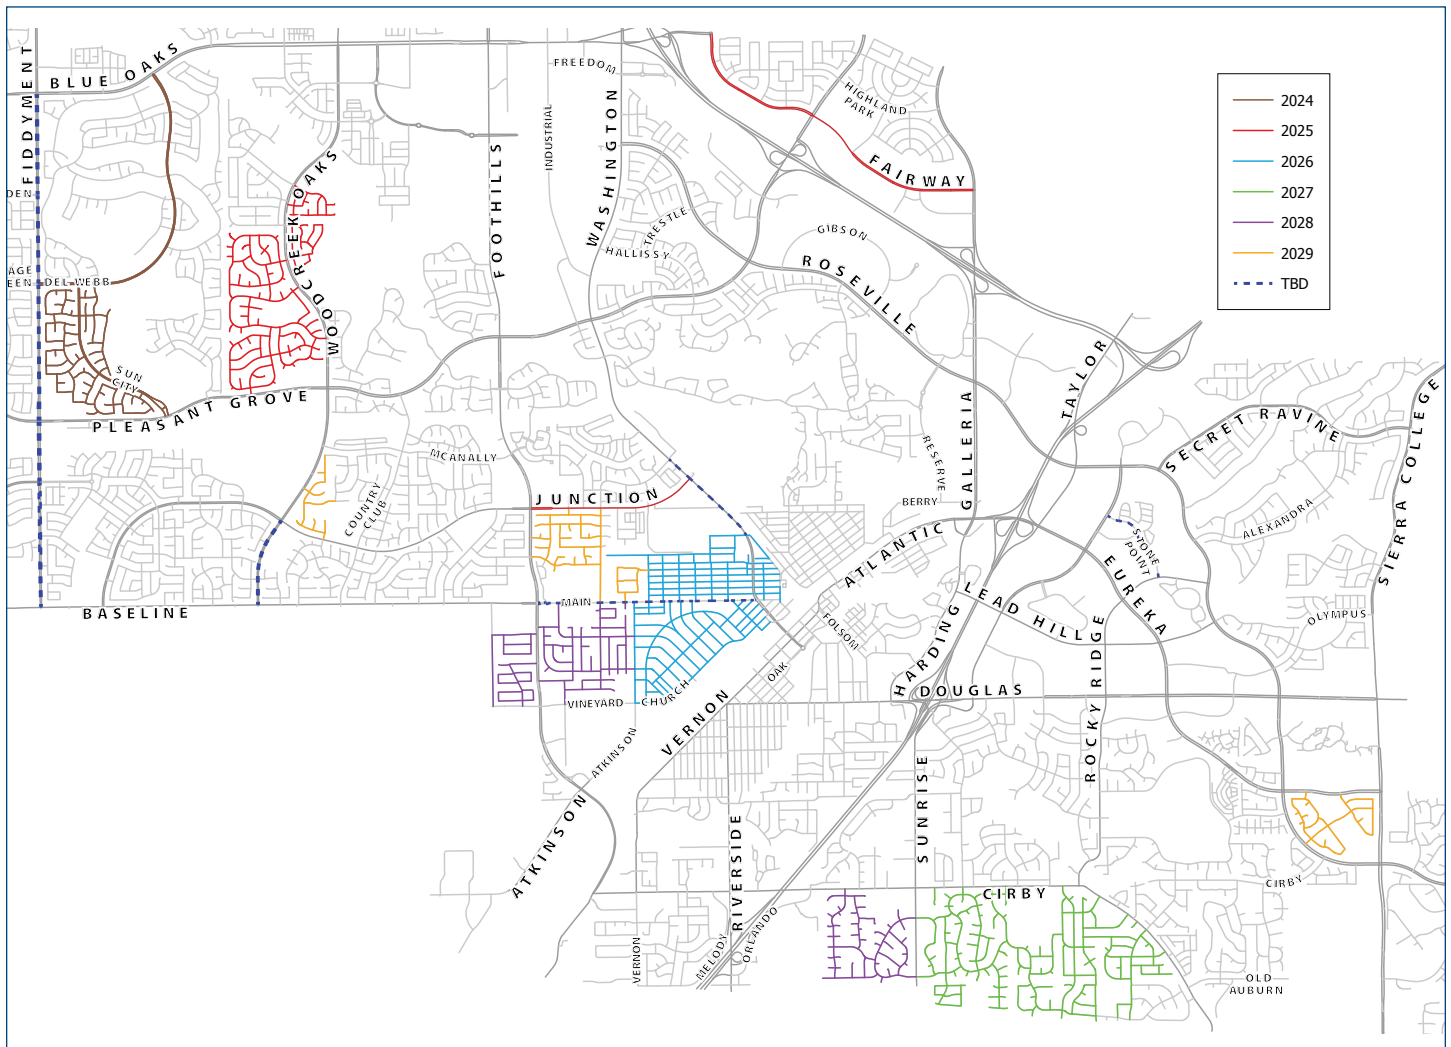 BLUE OAKS
FIDDYMENT
FREEDOM
HIGHLAND
PARK
INDUSTRIAL
WASHINGTON
FOOTHILLS
WOODCREEK OAKS
FAIRWAY
DEN
TRESTLE
HALLISSY
GIBSON
ROSEVILLE
AGE
EEN
DEL WEBB
SUN
CITY
PLEASANT GROVE
TAYLOR
GALLERIA
RESERVE
SECRET RAVINE
SIERRA COLLEGE
MCANALLY
COUNTRY
CLUB
JUNCTION
BERRY
ATLANTIC
ALEXANDRA
STONE
POINT
EUREKA
LEAD HILL
OLYMPUS
BASELINE
MAIN
FOLSOM
HARDING
ROCKY RIDGE
OAK
DOUGLAS
VINEYARD
CHURCH
VERNON
ATKINSON
ATKINSON
SUNRISE
RIVERSIDE
CIRBY
CIRBY
VERNON
MELODY
ORLANDO
OLD
AUBURN
2024
2025
2026
2027
2028
2029
TBD